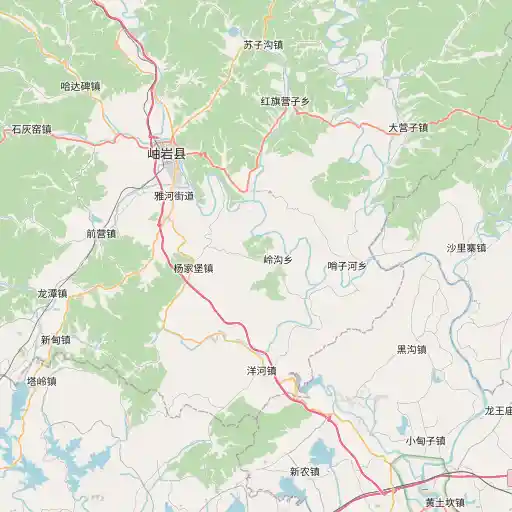 苏子沟镇
哈达碑镇
红旗营子乡
石灰窑镇
大营子镇
岫岩县
雅河街道
前营镇
沙里寨镇
岭沟乡
哨子河乡
杨家堡镇
龙潭镇
新甸镇
黑沟镇
洋河镇
塔岭镇
龙王庙
小甸子镇
新农镇
黄土坎镇